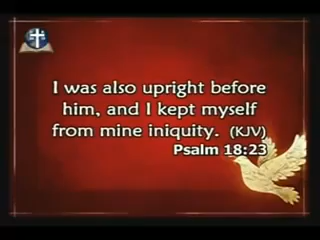 I was also upright before
him, and I kept myself
from mine iniquity. (KJV)
Psalm 18:23